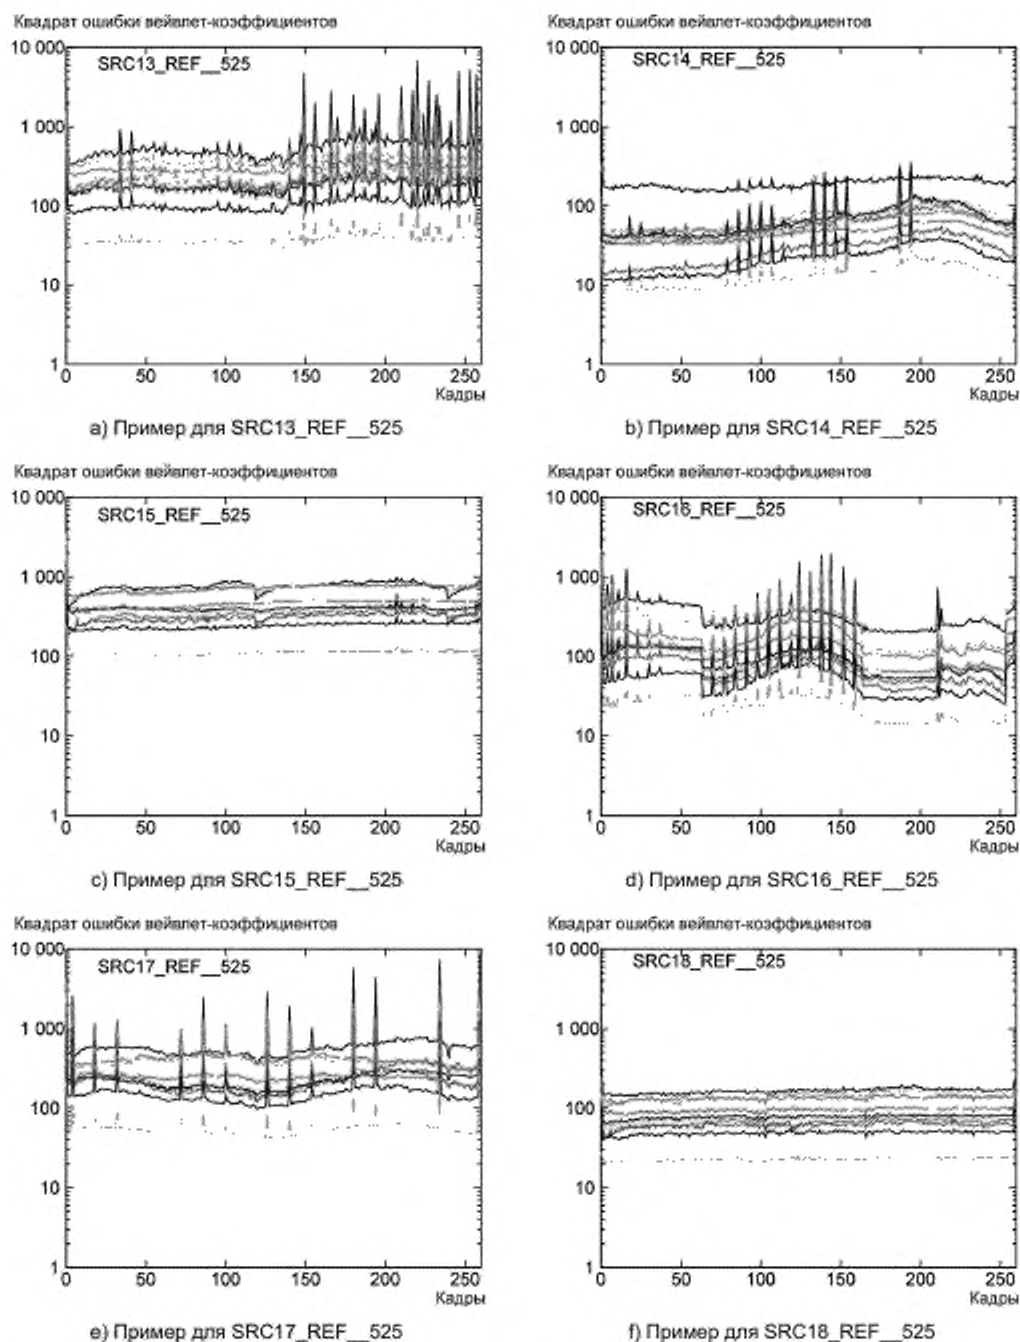 Квадрат ошибки вейвлет-коэффициентов
10 000
SRC13_REF__525
1 000
100
10
1
0 50 100 150 200 250
Кадры
a) Пример для SRC13_REF__525
Квадрат ошибки вейвлет-коэффициентов
10 000
SRC14_REF__525
1 000
100
10
1
0 50 100 150 200 250
Кадры
b) Пример для SRC14_REF__525
Квадрат ошибки вейвлет-коэффициентов
10 000
SRC15_REF__525
1 000
100
10
1
0 50 100 150 200 250
Кадры
c) Пример для SRC15_REF__525
Квадрат ошибки вейвлет-коэффициентов
10 000
SRC16_REF__525
1 000
100
10
1
0 50 100 150 200 250
Кадры
d) Пример для SRC16_REF__525
Квадрат ошибки вейвлет-коэффициентов
10 000
SRC17_REF__525
1 000
100
10
1
0 50 100 150 200 250
Кадры
e) Пример для SRC17_REF__525
Квадрат ошибки вейвлет-коэффициентов
10 000
SRC18_REF__525
1 000
100
10
1
0 50 100 150 200 250
Кадры
f) Пример для SRC18_REF__525